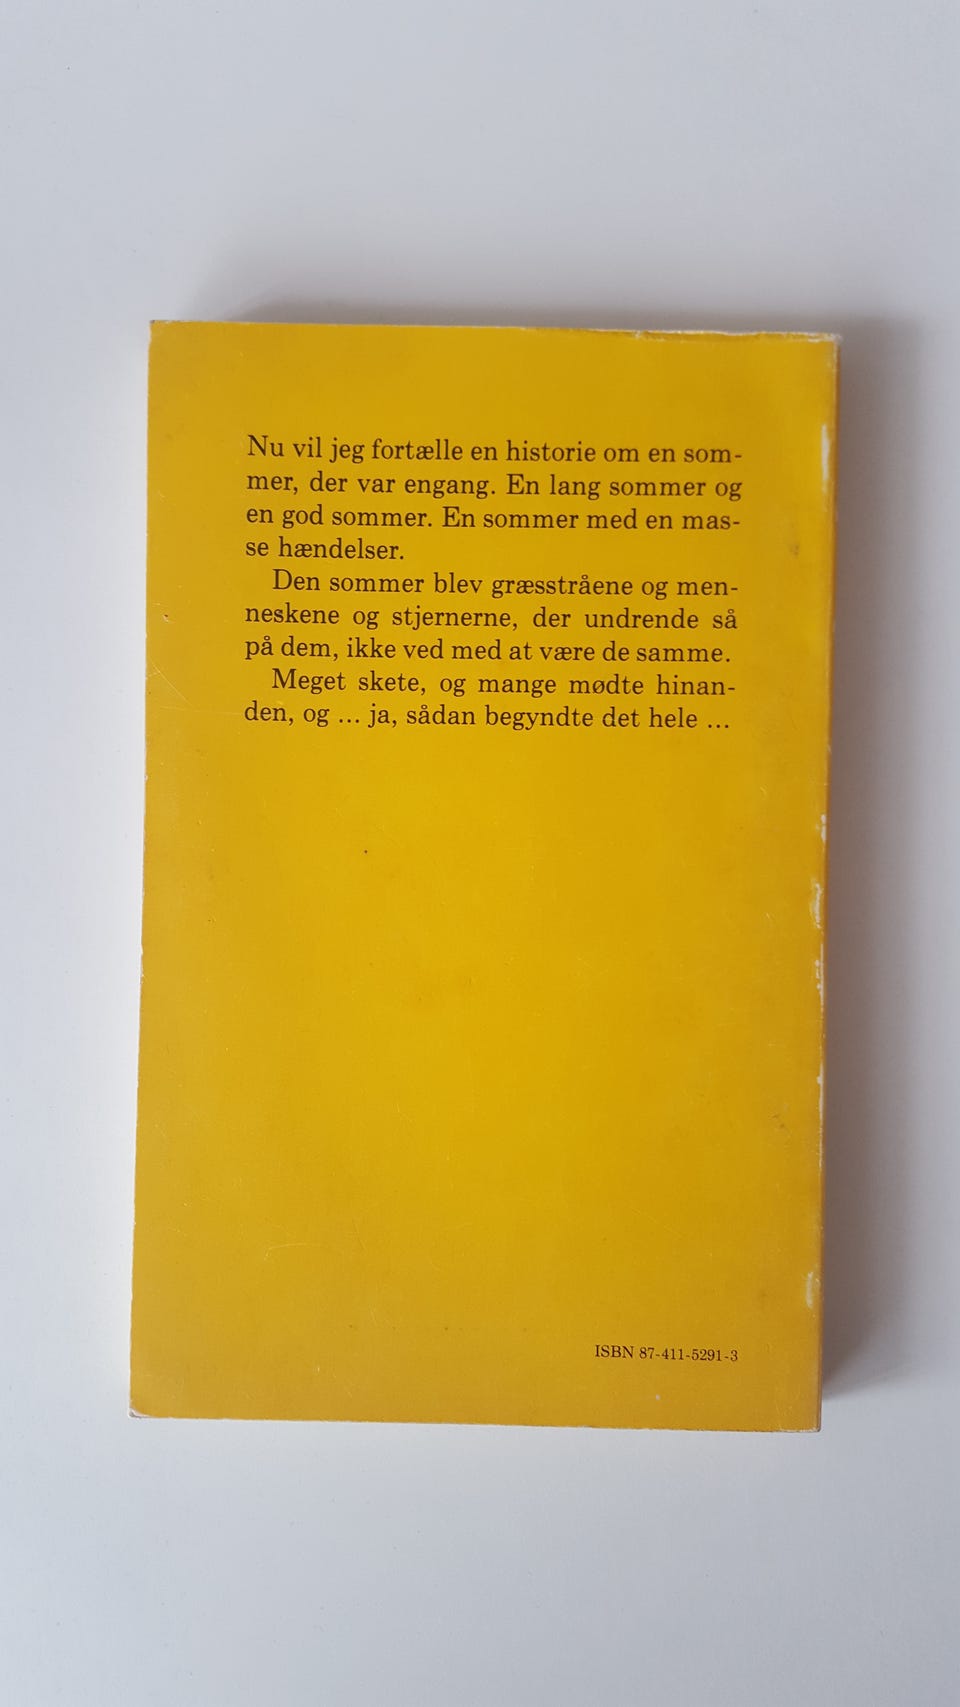 Nu vil jeg fortælle en historie om en som-
mer, der var engang. En lang sommer og
en god sommer. En sommer med en mas-
se hændelser.
Den sommer blev græsstråene og men-
neskene og stjernerne, der undrende så
på dem, ikke ved med at være de samme.
Meget skete, og mange mødte hinan-
den, og ... ja, sådan begyndte det hele ...
ISBN 87-411-5291-3